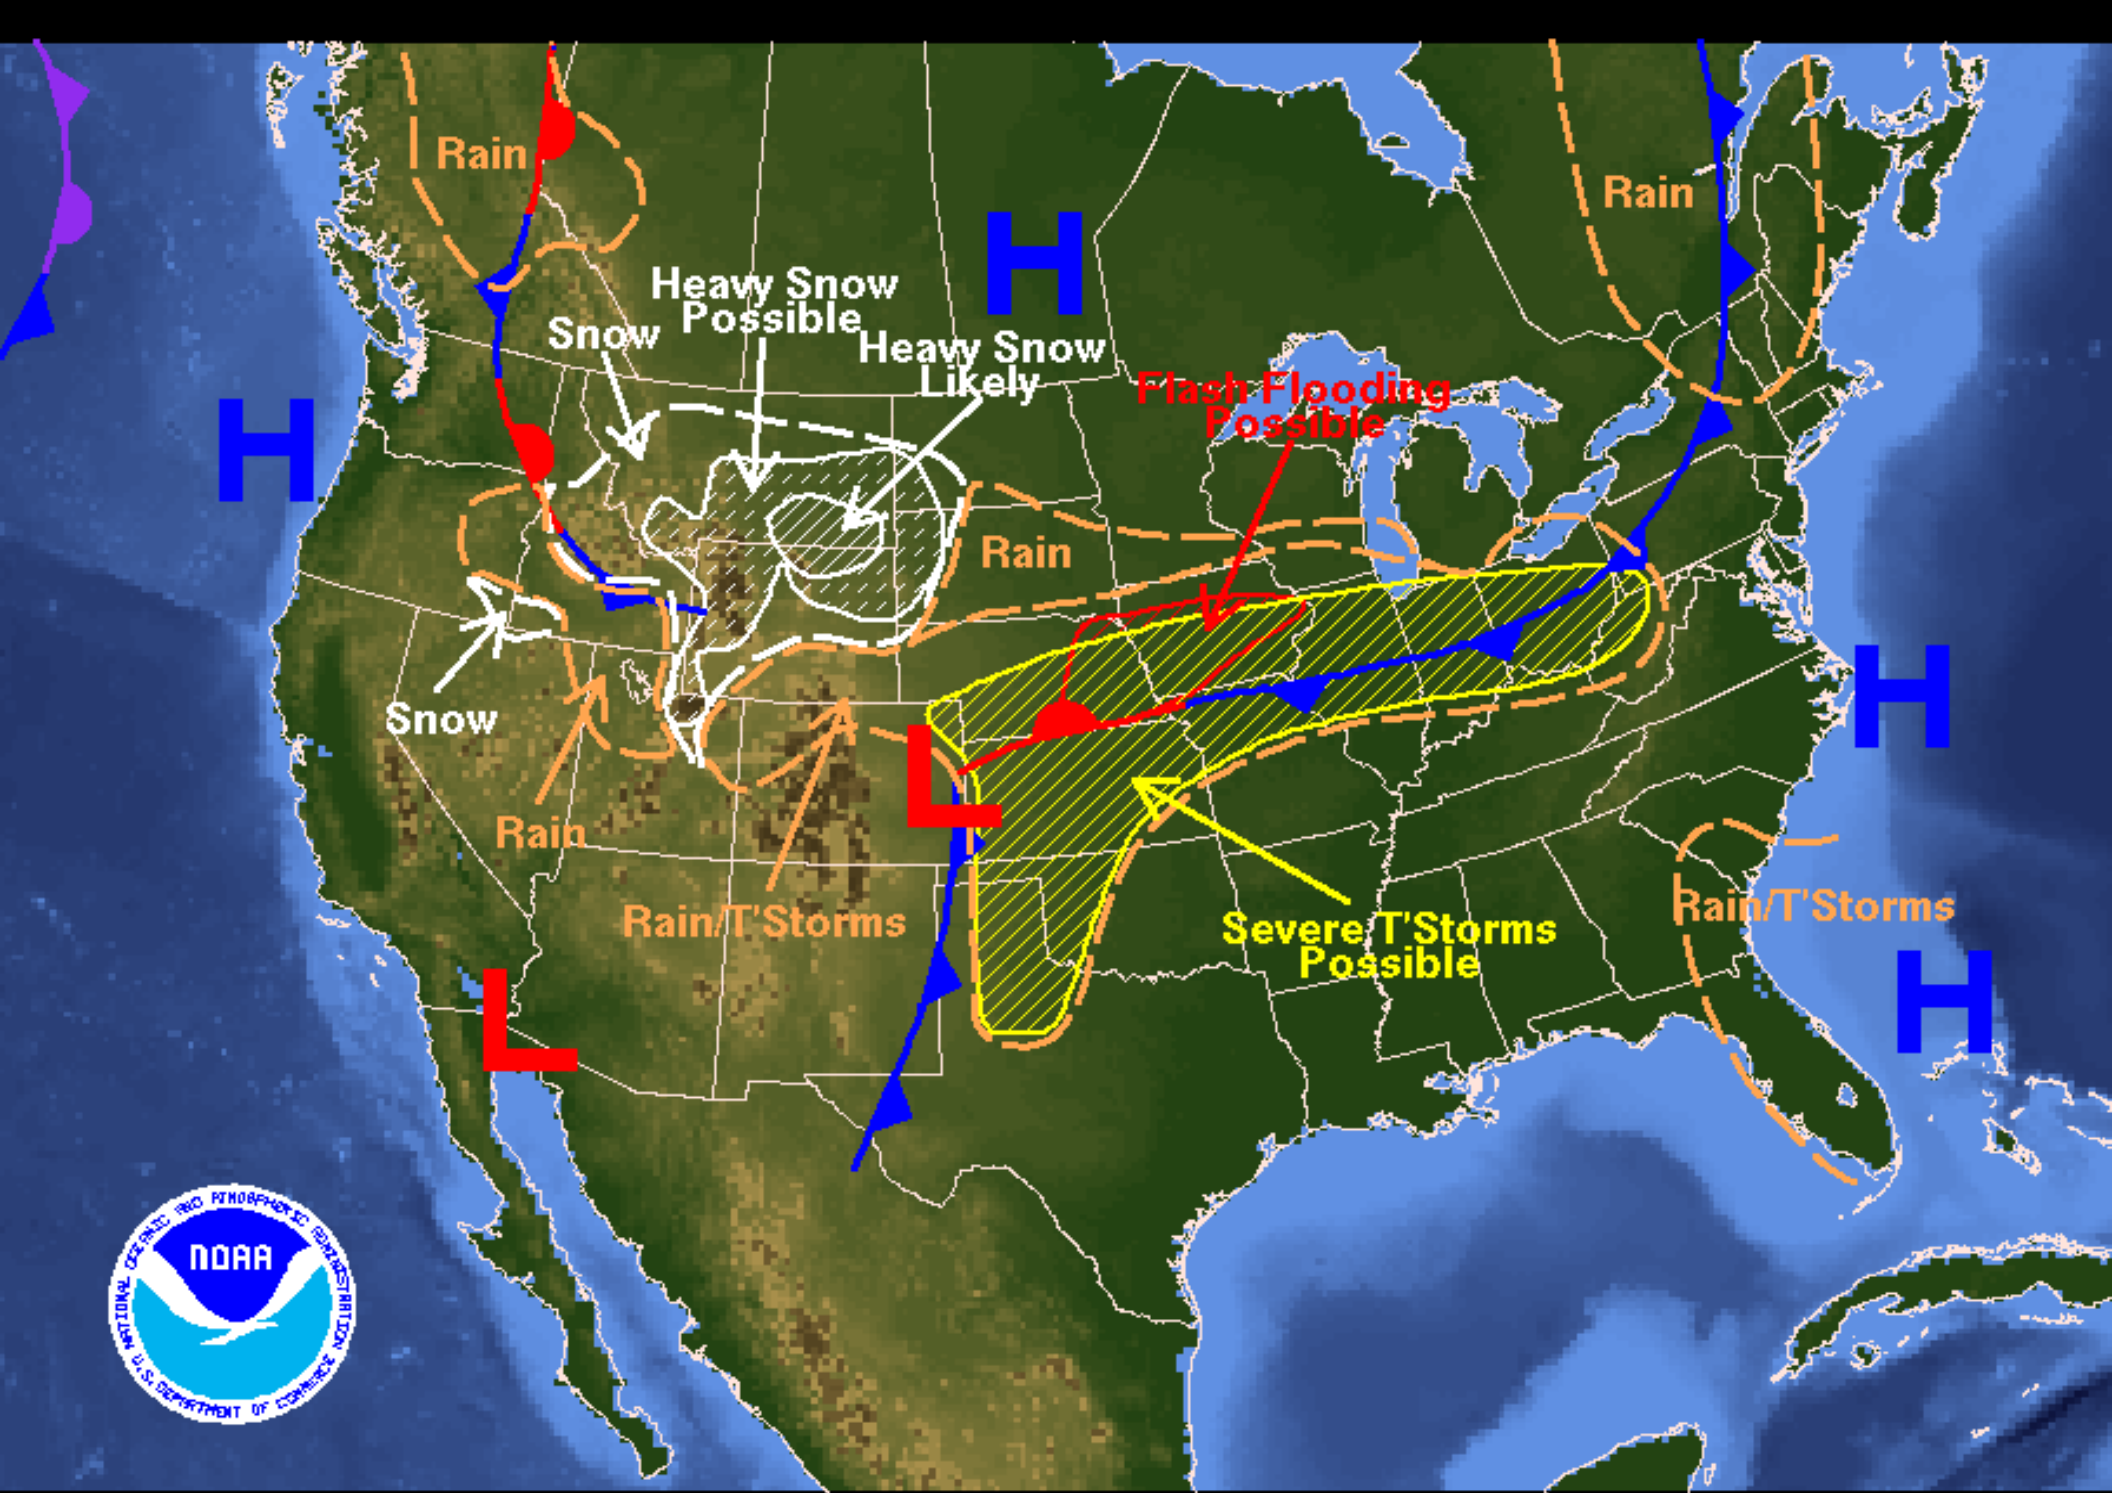 Rain
Rain
H
Heavy Snow
Possible
Snow
Heavy Snow
Likely
Flash Flooding
Possible
H
Rain
H
Snow
L
Rain
Rain/T'Storms
Severe T'Storms
Possible
Rain/T'Storms
H
L
NATIONAL OCEANIC AND ATMOSPHERIC ADMINISTRATION
NOAA
U.S. DEPARTMENT OF COMMERCE